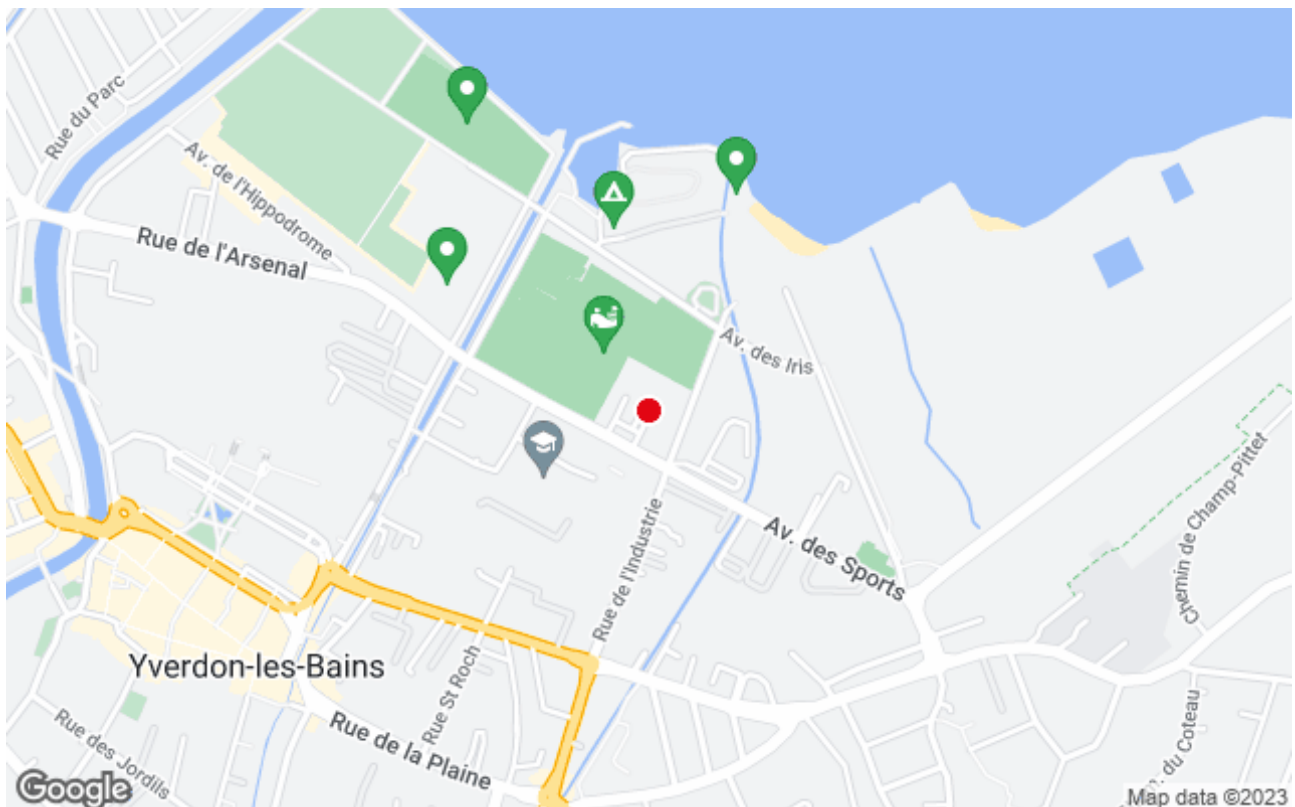 Rue du Parc
Av. de l'Hippodrome
Rue de l'Arsenal
Av. des Iris
Chemin de Champ-Pittet
Av. des Sports
Rue de l'Industrie
Yverdon-les-Bains
Rue St Roch
Rue de la Plaine
Rue des Jordils
m. du Coteau
Google
Map data ©2023